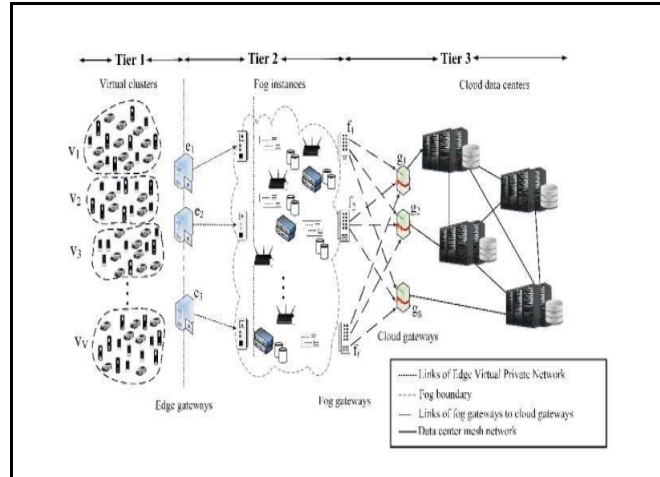 Tier 1 Tier 2 Tier 3
Virtual clusters Fog instances Cloud data centers
v1
v2
v3
vV
e1
e2
f1
f2
g1
g2
gg
Cloud gateways
Edge gateways
Fog gateways
Links of Edge Virtual Private Network
Fog boundary
Links of fog gateways to cloud gateways
Data center mesh network